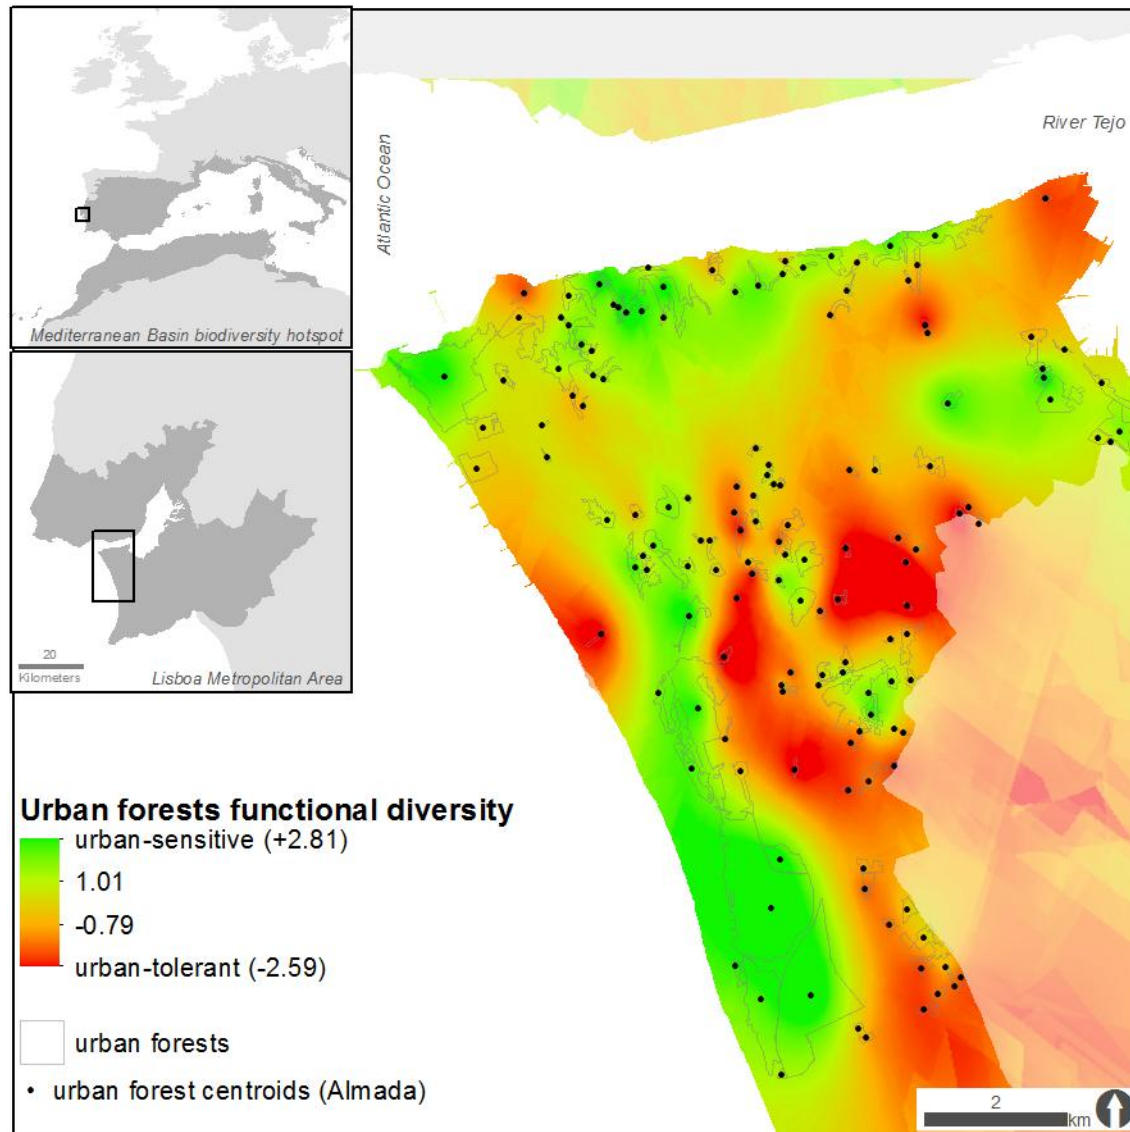 River Tejo
Atlantic Ocean
Mediterranean Basin biodiversity hotspot
20
Kilometers
Lisboa Metropolitan Area
Urban forests functional diversity
urban-sensitive (+2.81)
1.01
-0.79
urban-tolerant (-2.59)
urban forests
urban forest centroids (Almada)
2
km